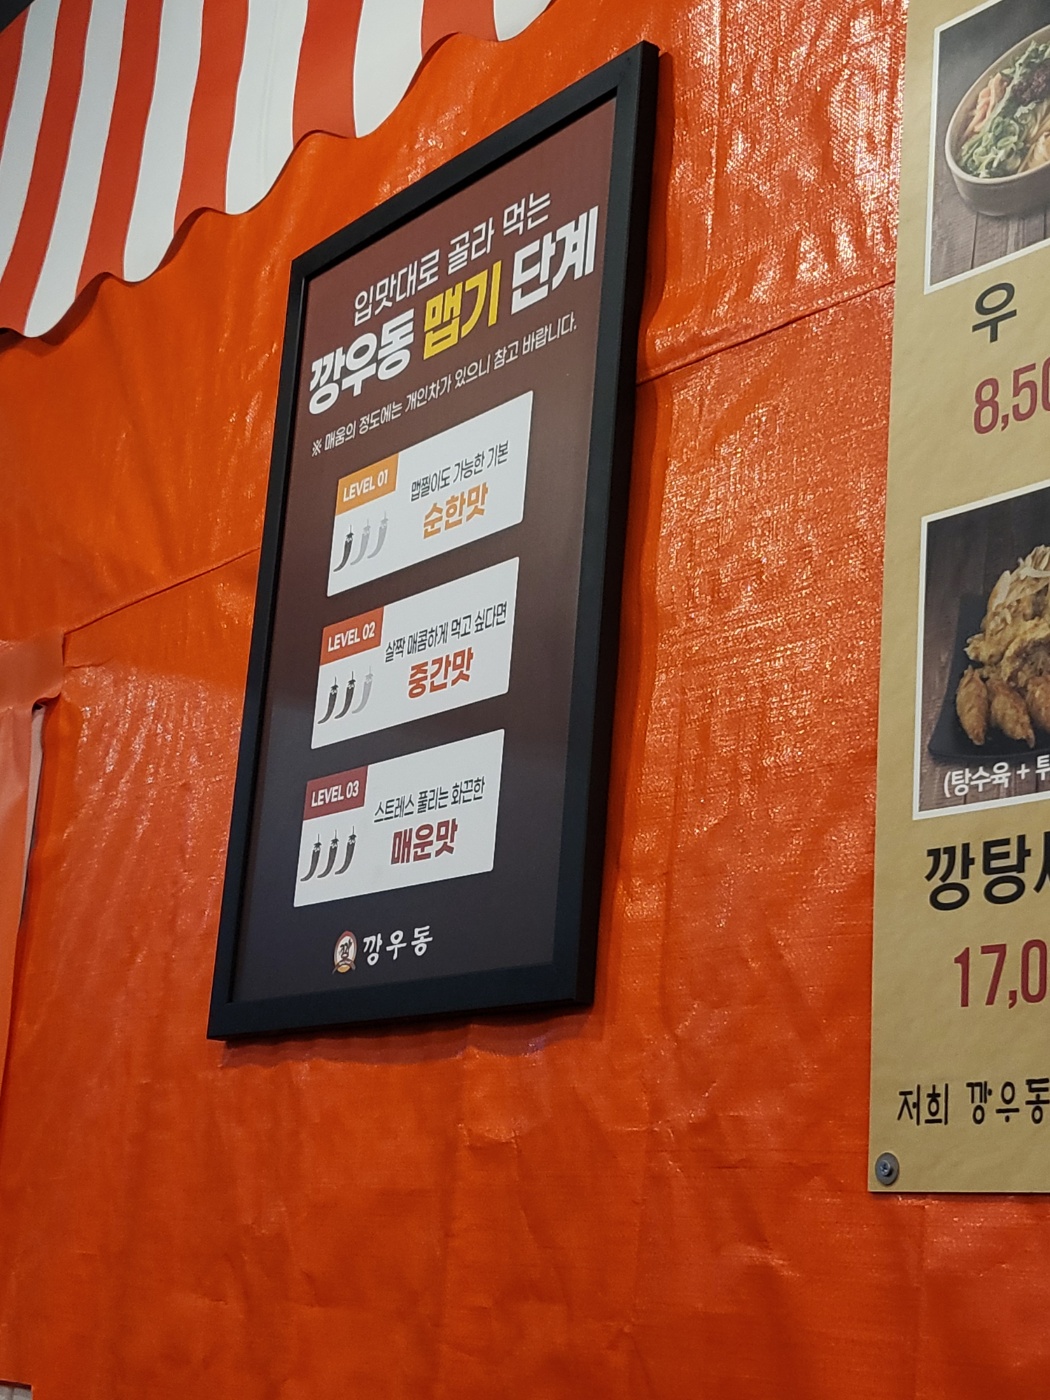 입맛대로 골라 먹는
깡우동 맵기 단계
※ 매움의 정도에는 개인차가 있으니 참고 바랍니다.
LEVEL 01
맵찔이도 가능한 기본
순한맛
LEVEL 02
살짝 매콤하게 먹고 싶다면
중간맛
LEVEL 03
스트레스 풀리는 화끈한
매운맛
깡
깡우동
우
8,50
(탕수육 + 튀
깡탕
17,0
저희 깡우동